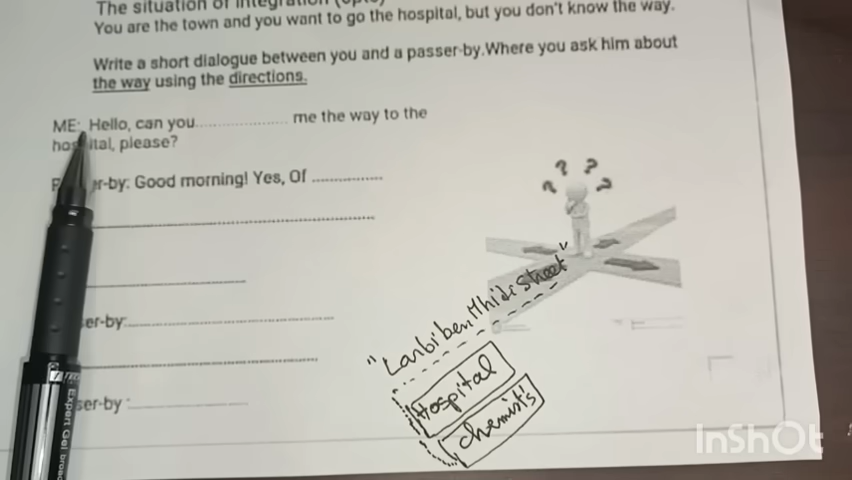 The situation of integration
You are the town and you want to go the hospital, but you don't know the way.
Write a short dialogue between you and a passer-by.Where you ask him about
the way using the directions.
ME: Hello, can you.................... me the way to the
hospital, please?
er-by: Good morning! Yes, Of ................
? ? ? ?
"Larbi ben M'hidi Street"
er-by:
Hospital
chemist's
ser-by :
Expert Gel
InShOt